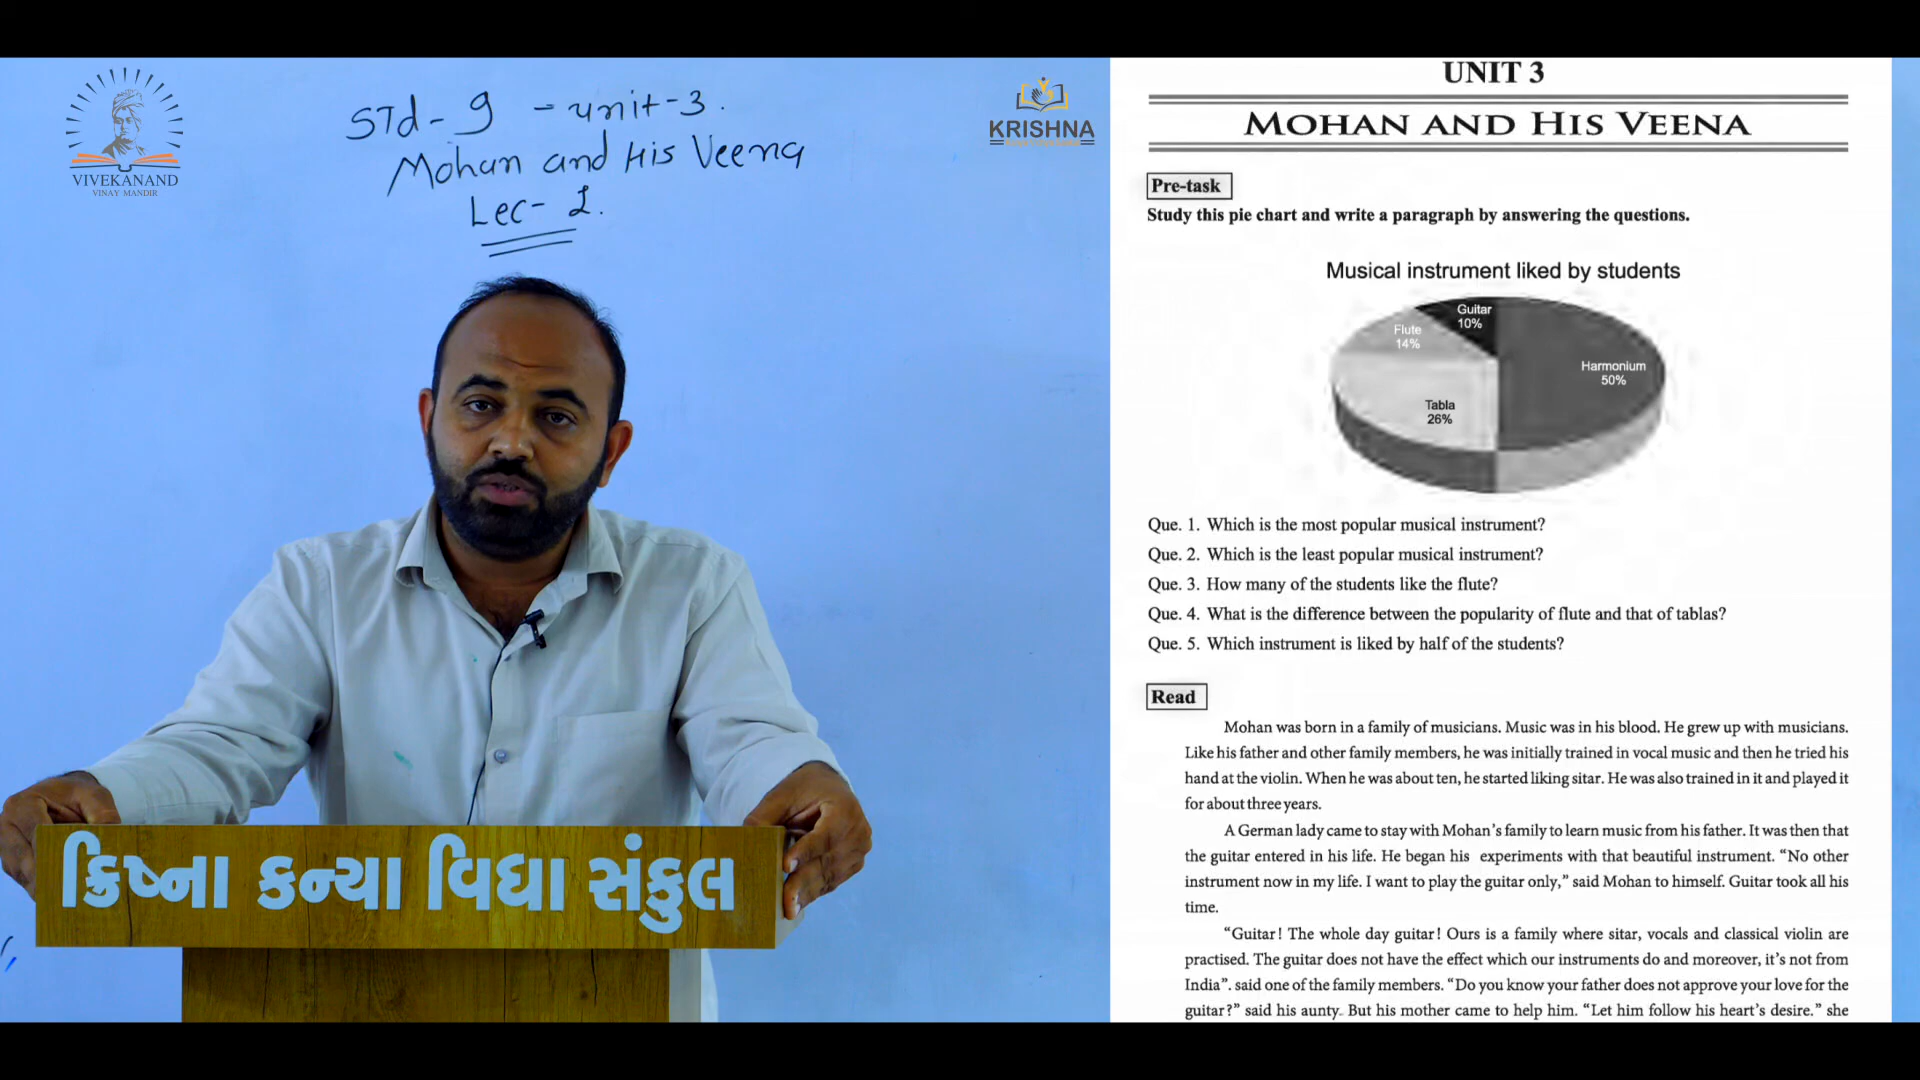 VIVEKANAND
VINAY MANDIR
STd - 9 - unit - 3.
Mohan and His Veena
Lec - 1.
KRISHNA
ક્રિષ્ના કન્યા વિદ્યા સંકુલ
UNIT 3
MOHAN AND HIS VEENA
Pre-task
Study this pie chart and write a paragraph by answering the questions.
Musical instrument liked by students
Guitar
10%
Flute
14%
Harmonium
50%
Tabla
26%
Que. 1. Which is the most popular musical instrument?
Que. 2. Which is the least popular musical instrument?
Que. 3. How many of the students like the flute?
Que. 4. What is the difference between the popularity of flute and that of tablas?
Que. 5. Which instrument is liked by half of the students?
Read
Mohan was born in a family of musicians. Music was in his blood. He grew up with musicians.
Like his father and other family members, he was initially trained in vocal music and then he tried his
hand at the violin. When he was about ten, he started liking sitar. He was also trained in it and played it
for about three years.
A German lady came to stay with Mohan's family to learn music from his father. It was then that
the guitar entered in his life. He began his experiments with that beautiful instrument. “No other
instrument now in my life. I want to play the guitar only,” said Mohan to himself. Guitar took all his
time.
“Guitar! The whole day guitar! Ours is a family where sitar, vocals and classical violin are
practised. The guitar does not have the effect which our instruments do and moreover, it's not from
India”. said one of the family members. “Do you know your father does not approve your love for the
guitar?” said his aunty. But his mother came to help him. “Let him follow his heart's desire.” she